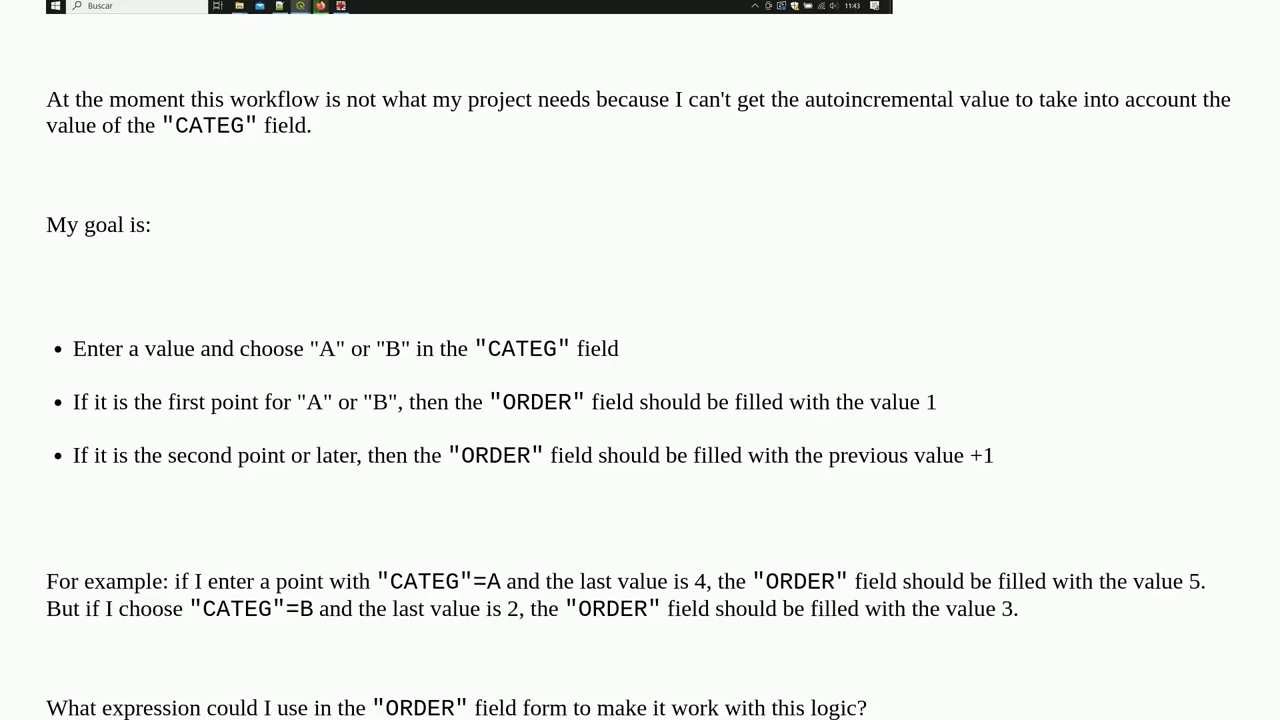 Buscar
11:43
At the moment this workflow is not what my project needs because I can't get the autoincremental value to take into account the
value of the "CATEG" field.
My goal is:
• Enter a value and choose "A" or "B" in the "CATEG" field
• If it is the first point for "A" or "B", then the "ORDER" field should be filled with the value 1
• If it is the second point or later, then the "ORDER" field should be filled with the previous value +1
For example: if I enter a point with "CATEG"=A and the last value is 4, the "ORDER" field should be filled with the value 5.
But if I choose "CATEG"=B and the last value is 2, the "ORDER" field should be filled with the value 3.
What expression could I use in the "ORDER" field form to make it work with this logic?